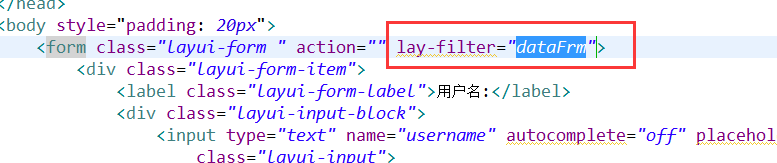 </head>
<body style="padding: 20px">
<form class="layui-form " action="" lay-filter="dataFrm">
<div class="layui-form-item">
<label class="layui-form-label">用户名:</label>
<div class="layui-input-block">
<input type="text" name="username" autocomplete="off" placehol
class="layui-input">